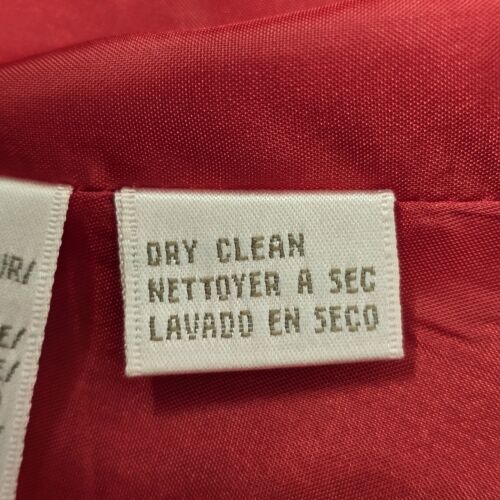 DRY CLEAN
NETTOYER A SEC
LAVADO EN SECO